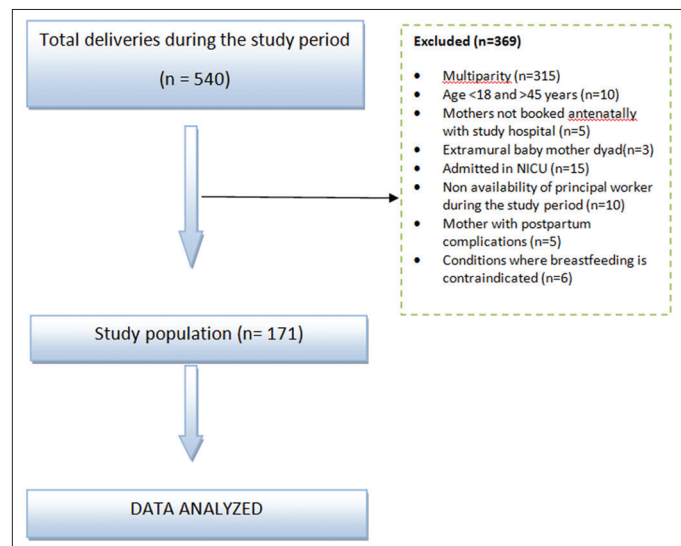 Total deliveries during the study period
(n = 540)
Excluded (n=369)
• Multiparity (n=315)
• Age <18 and >45 years (n=10)
• Mothers not booked antenatally
with study hospital (n=5)
• Extramural baby mother dyad(n=3)
• Admitted in NICU (n=15)
• Non availability of principal worker
during the study period (n=10)
• Mother with postpartum
complications (n=5)
• Conditions where breastfeeding is
contraindicated (n=6)
Study population (n= 171)
DATA ANALYZED